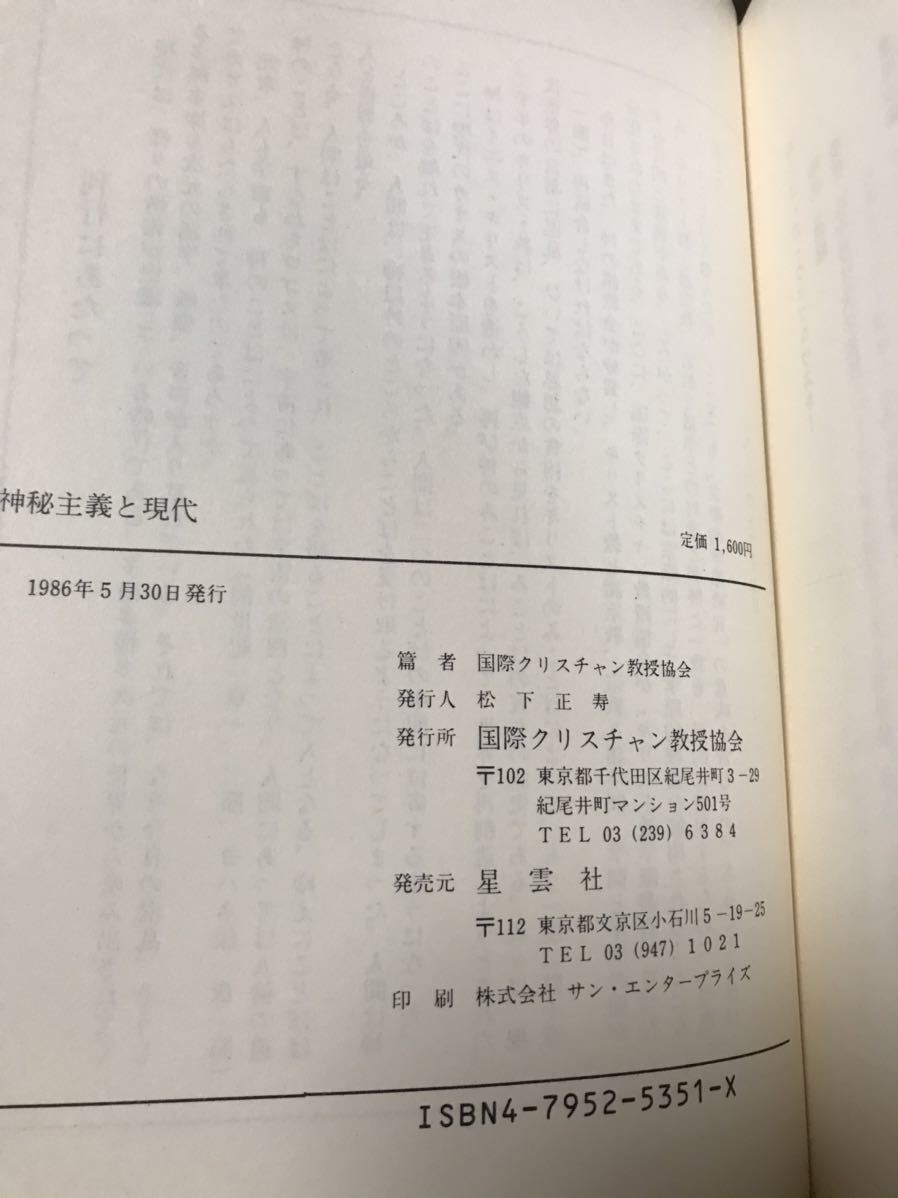 神秘主義と現代
定価 1,600円
1986年5月30日発行
篇者 国際クリスチャン教授協会
発行人 松下正寿
発行所 国際クリスチャン教授協会
〒102 東京都千代田区紀尾井町3-29
紀尾井町マンション501号
TEL 03 (239) 6384
発売元 星雲社
〒112 東京都文京区小石川5-19-25
TEL 03 (947) 1021
印刷 株式会社 サン・エンタープライズ
ISBN4-7952-5351-X